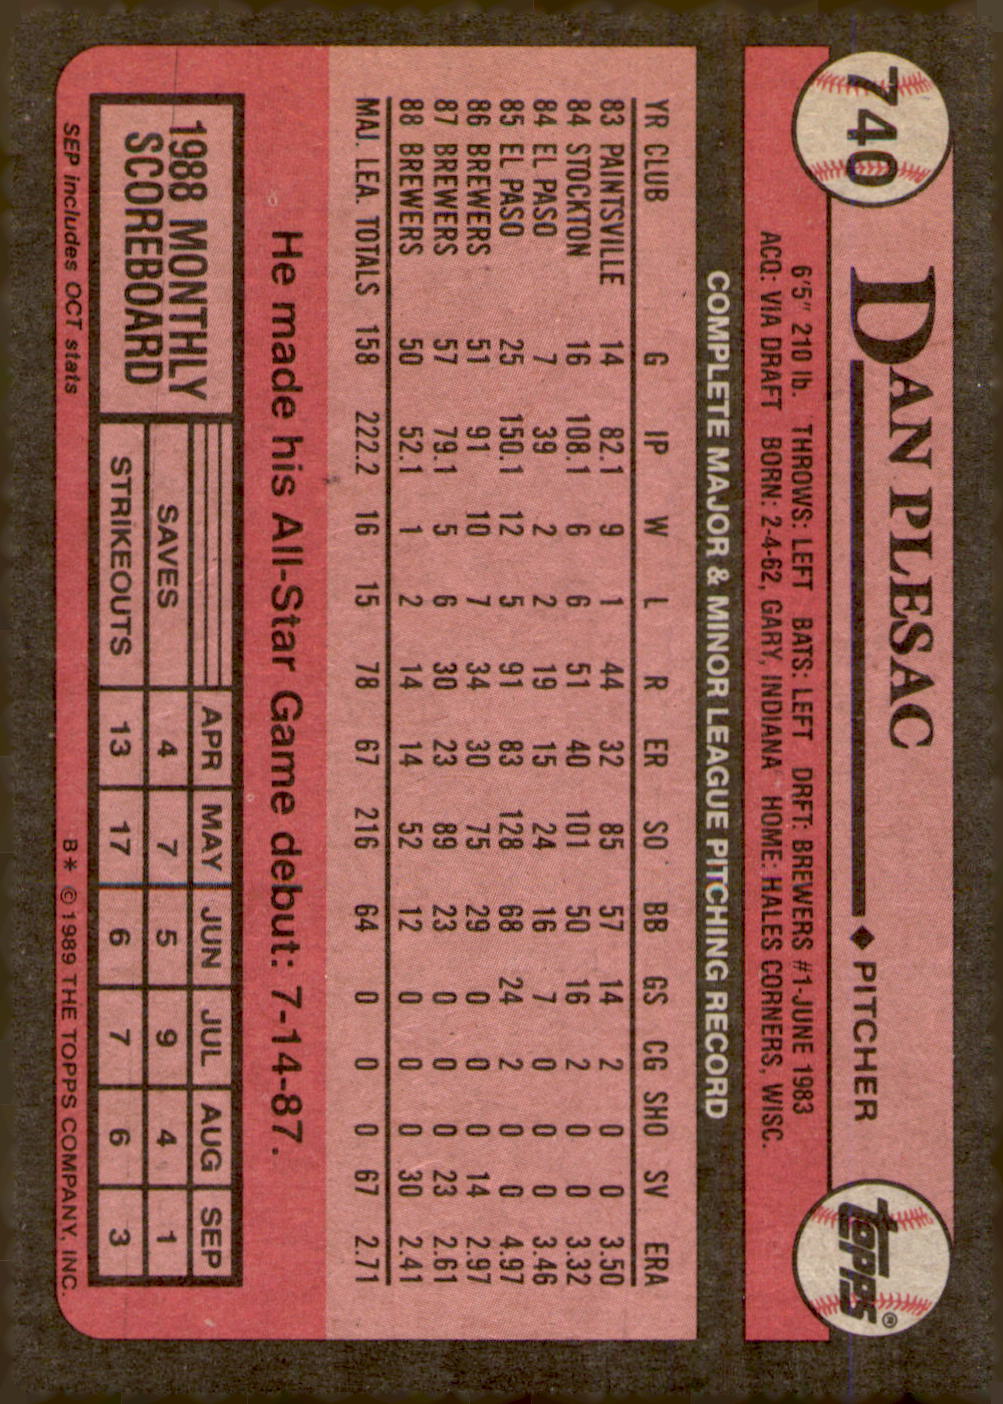 740 DAN PLESAC ◆ PITCHER Topps®
6'5" 210 lb. THROWS: LEFT BATS: LEFT DRFT: BREWERS #1-JUNE 1983
ACQ: VIA DRAFT BORN: 2-4-62, GARY, INDIANA HOME: HALES CORNERS, WISC.
COMPLETE MAJOR & MINOR LEAGUE PITCHING RECORD
YR CLUB G IP W L R ER SO BB GS CG SHO SV ERA
83 PAINTSVILLE 14 82.1 9 1 44 32 85 57 14 2 0 0 3.50
84 STOCKTON 16 108.1 6 6 51 40 101 50 16 2 0 0 3.32
84 EL PASO 7 39 2 2 19 15 24 16 7 0 0 0 3.46
85 EL PASO 25 150.1 12 5 91 83 128 68 24 2 0 0 4.97
86 BREWERS 51 91 10 7 34 30 75 29 0 0 0 14 2.97
87 BREWERS 57 79.1 5 6 30 23 89 23 0 0 0 23 2.61
88 BREWERS 50 52.1 1 2 14 14 52 12 0 0 0 30 2.41
MAJ. LEA. TOTALS 158 222.2 16 15 78 67 216 64 0 0 0 67 2.71
He made his All-Star Game debut: 7-14-87.
1988 MONTHLY
SCOREBOARD
APR MAY JUN JUL AUG SEP
SAVES 4 7 5 9 4 1
STRIKEOUTS 13 17 6 7 6 3
SEP includes OCT stats B* © 1989 THE TOPPS COMPANY, INC.